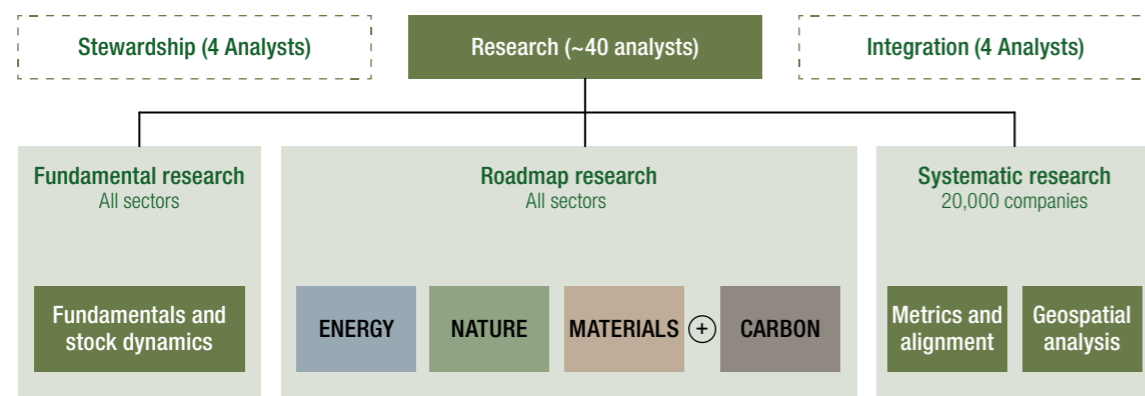 Stewardship (4 Analysts)
Research (~40 analysts)
Integration (4 Analysts)
Fundamental research
All sectors
Fundamentals and
stock dynamics
Roadmap research
All sectors
ENERGY
NATURE
MATERIALS
+
CARBON
Systematic research
20,000 companies
Metrics and
alignment
Geospatial
analysis